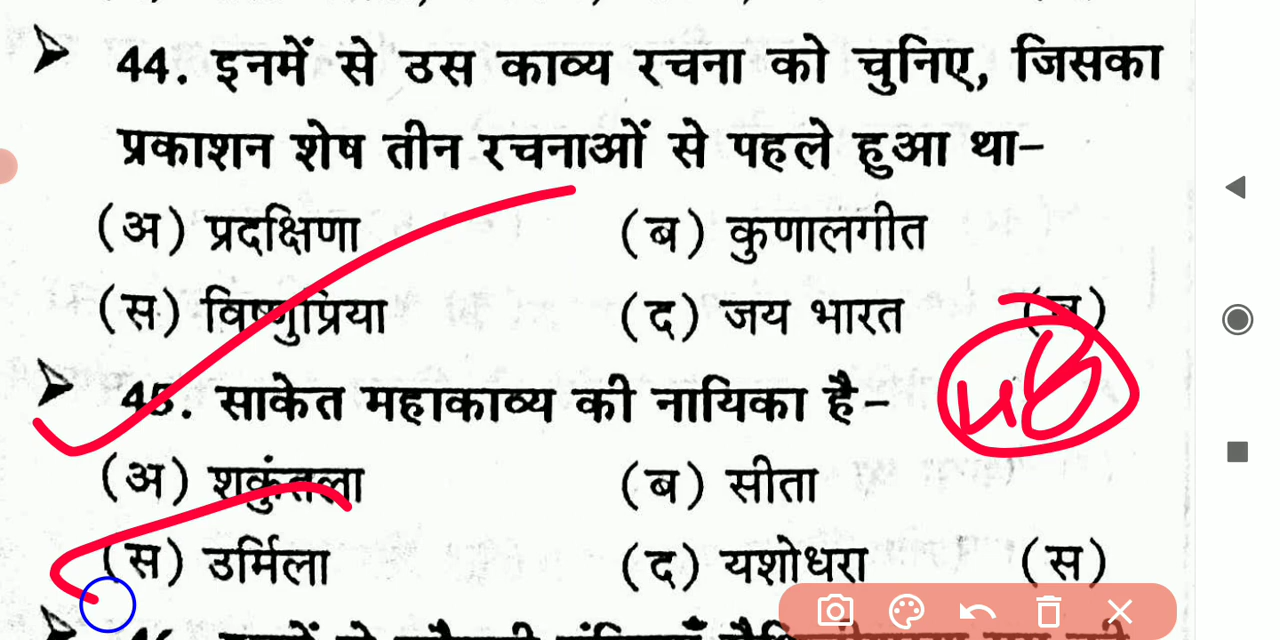 44. इनमें से उस काव्य रचना को चुनिए, जिसका
प्रकाशन शेष तीन रचनाओं से पहले हुआ था-
(अ) प्रदक्षिणा (ब) कुणालगीत
(स) विष्णुप्रिया (द) जय भारत (ब)
45. साकेत महाकाव्य की नायिका है-
(अ) शकुंतला (ब) सीता
(स) उर्मिला (द) यशोधरा (स)